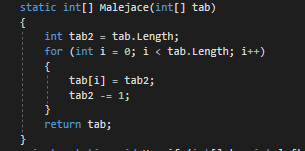 static int[] Malejace(int[] tab)
{
int tab2 = tab.Length;
for (int i = 0; i < tab.Length; i++)
{
tab[i] = tab2;
tab2 -= 1;
}
return tab;
}